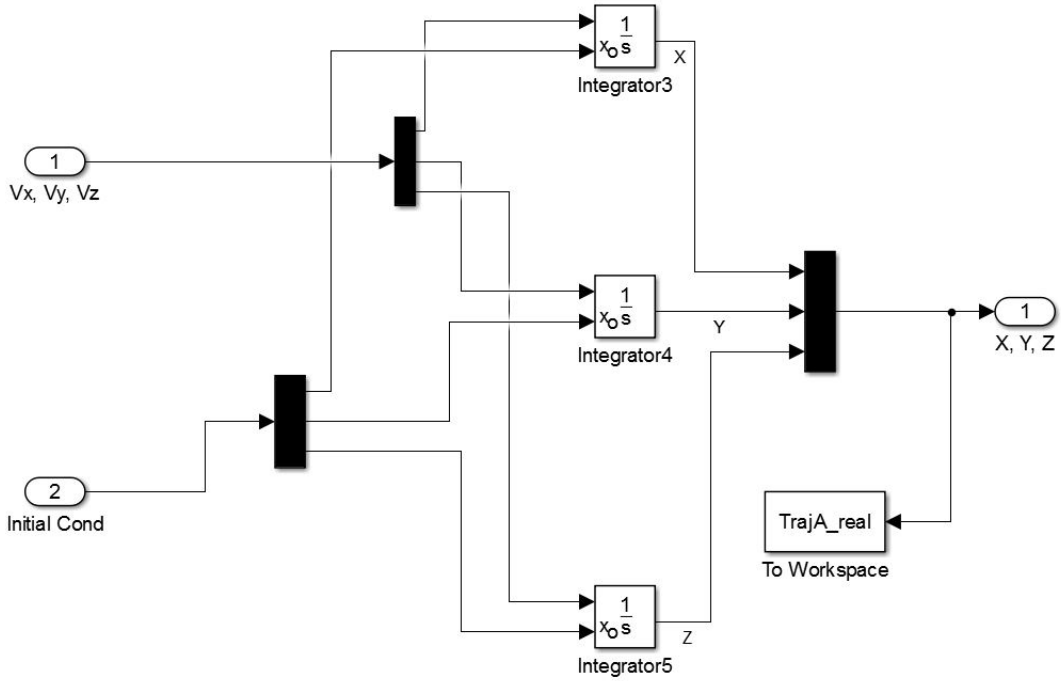 1
s
xo
Integrator3
X
1
Vx, Vy, Vz
1
s
xo
Integrator4
Y
1
X, Y, Z
2
Initial Cond
TrajA_real
To Workspace
1
s
xo
Integrator5
Z